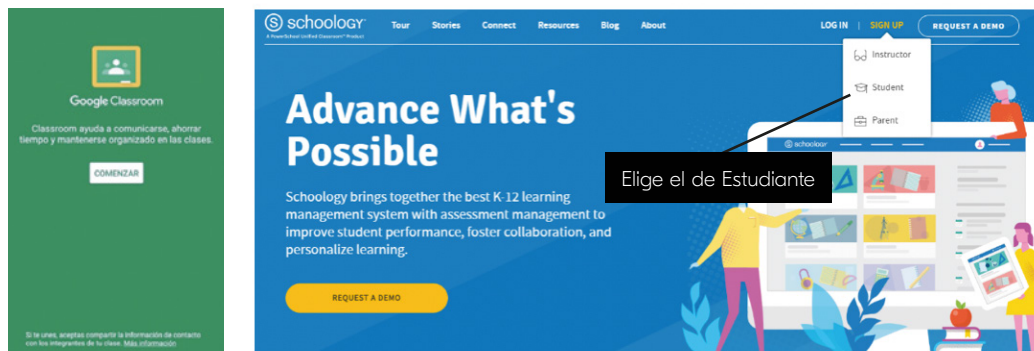 Google Classroom
Classroom ayuda a comunicarse, ahorrar
tiempo y mantenerse organizado en las clases.
COMENZAR
Si te unes, aceptas compartir la información de contacto
con los integrantes de tu clase. Más información
schoology
A PowerSchool Unified Classroom™ Product
Tour Stories Connect Resources Blog About
LOG IN | SIGN UP REQUEST A DEMO
Instructor
Student
Parent
Advance What's
Possible
Elige el de Estudiante
Schoology brings together the best K-12 learning
management system with assessment management to
improve student performance, foster collaboration, and
personalize learning.
REQUEST A DEMO
schoology